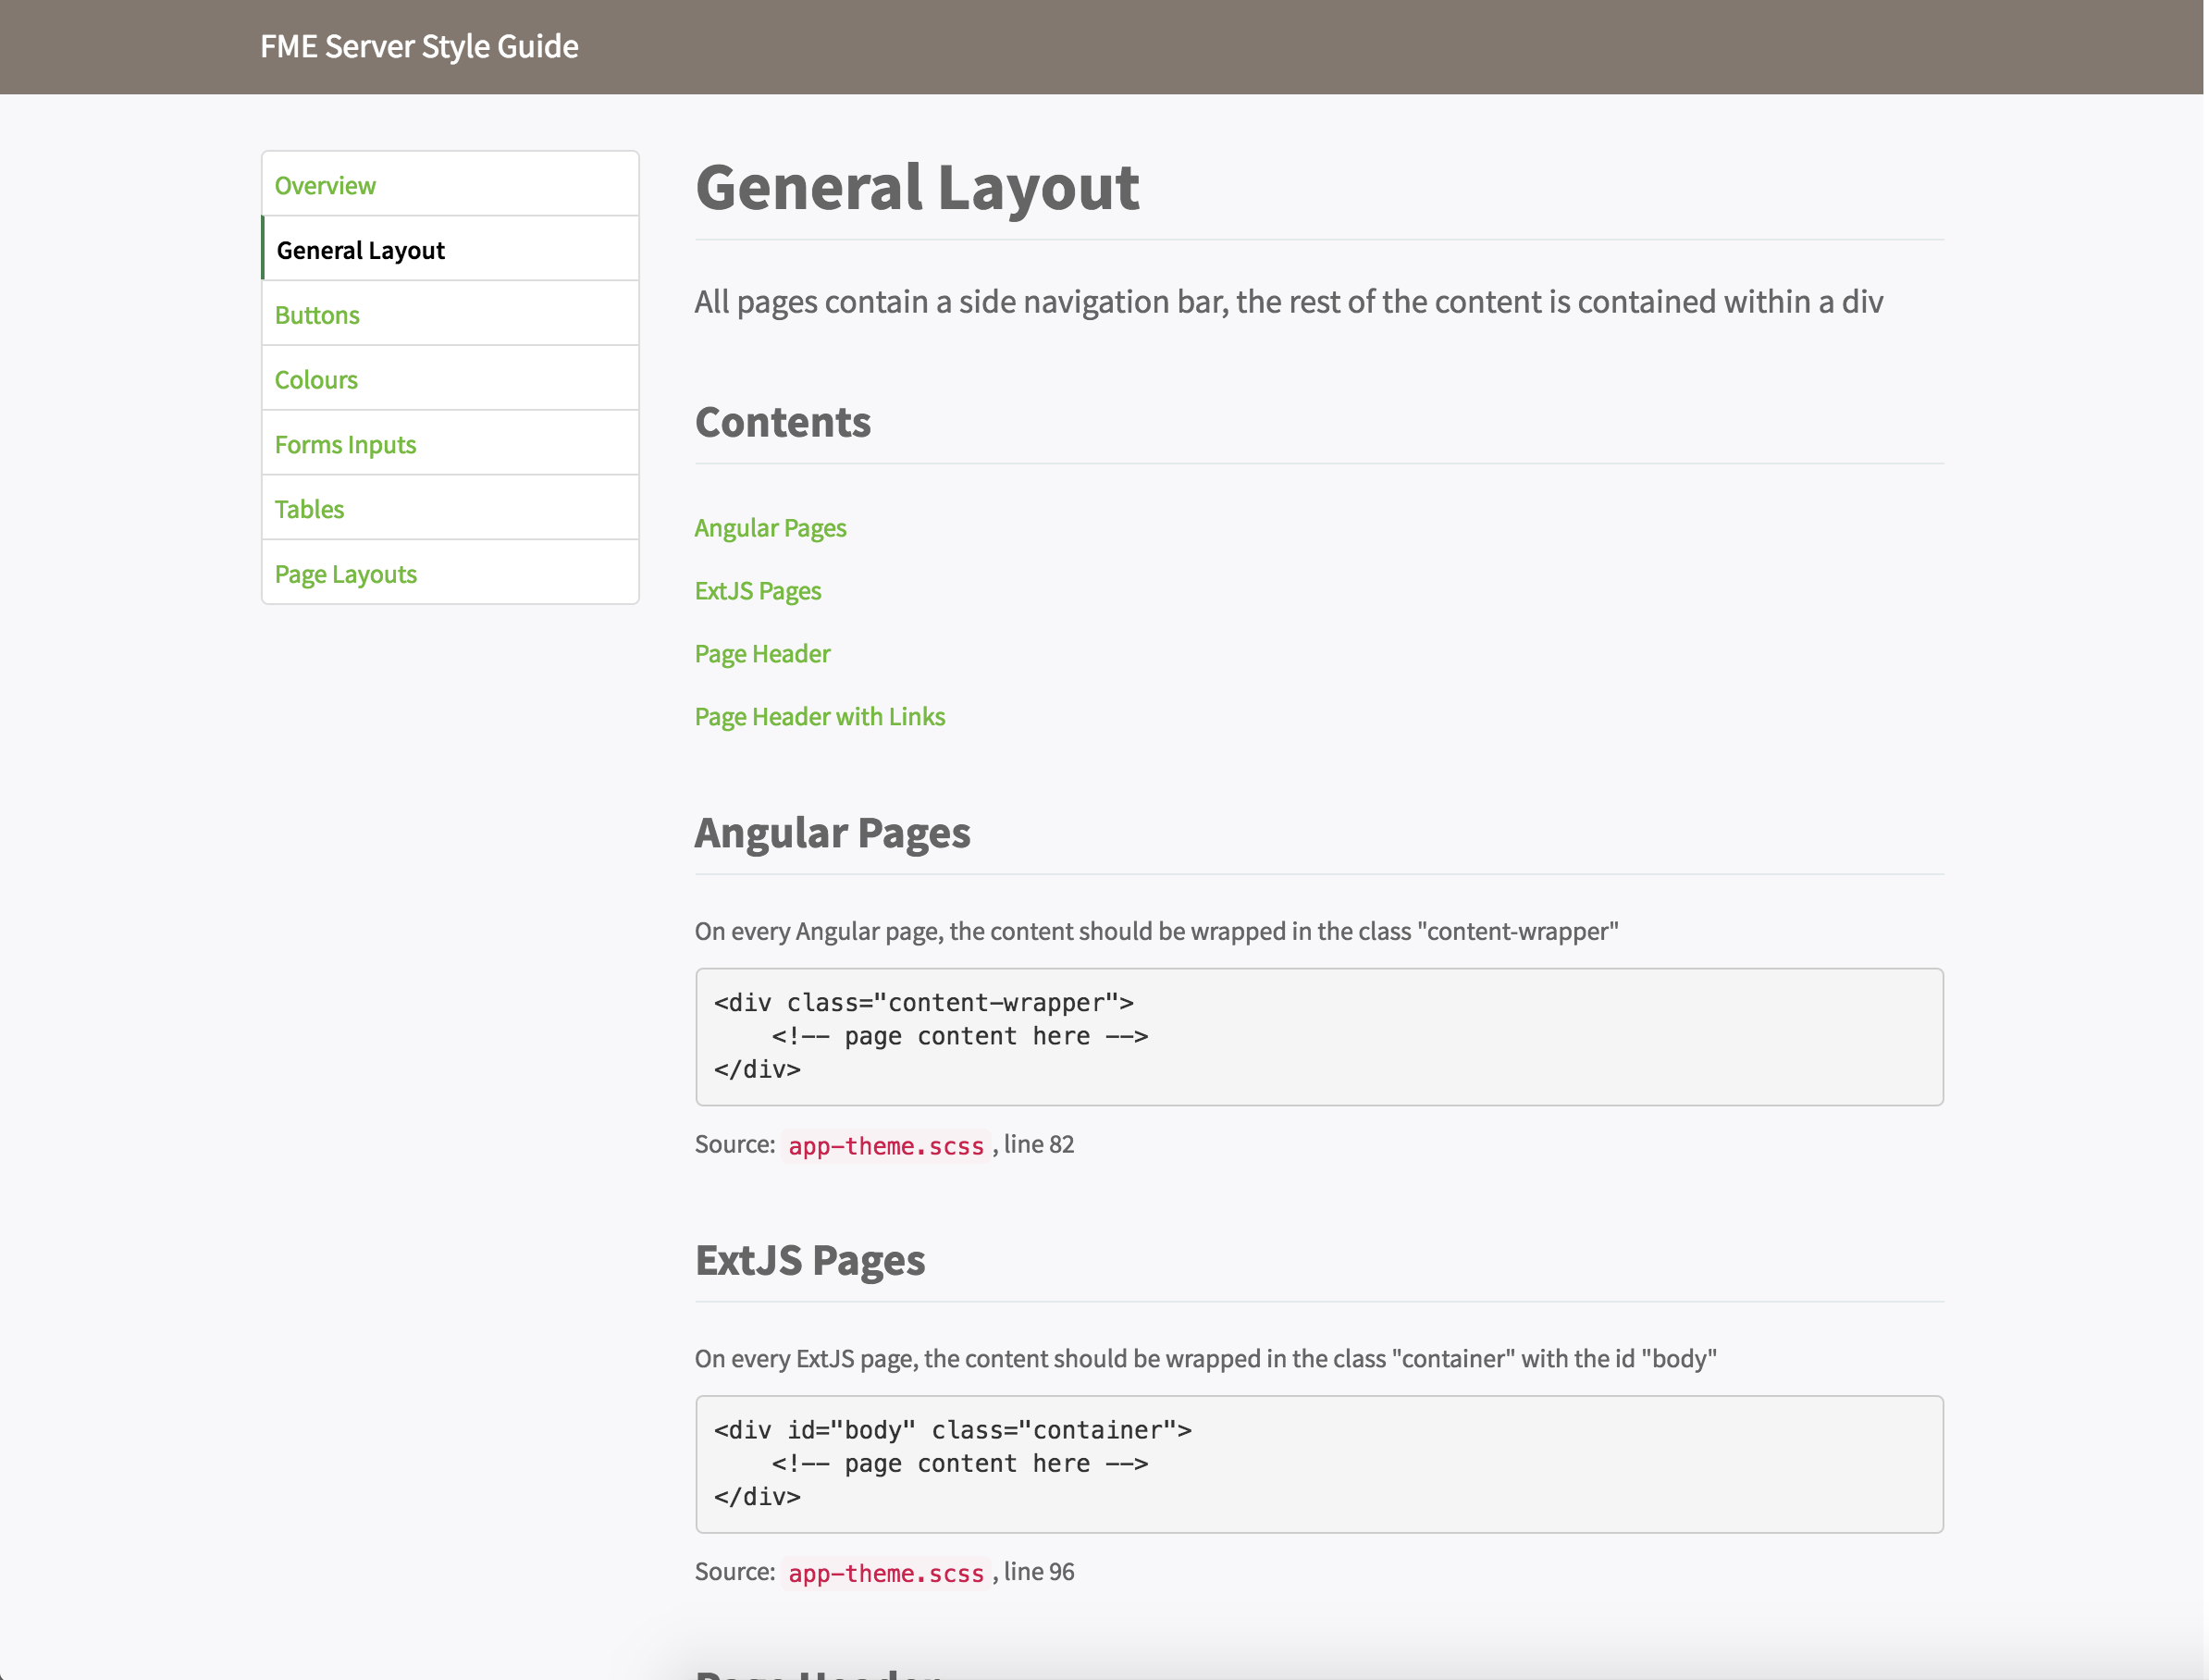 FME Server Style Guide
Overview
General Layout
Buttons
Colours
Forms Inputs
Tables
Page Layouts
General Layout
All pages contain a side navigation bar, the rest of the content is contained within a div
Contents
Angular Pages
ExtJS Pages
Page Header
Page Header with Links
Angular Pages
On every Angular page, the content should be wrapped in the class "content-wrapper"
<div class="content-wrapper">
    <!-- page content here -->
</div>
Source: app-theme.scss, line 82
ExtJS Pages
On every ExtJS page, the content should be wrapped in the class "container" with the id "body"
<div id="body" class="container">
    <!-- page content here -->
</div>
Source: app-theme.scss, line 96
Page Header